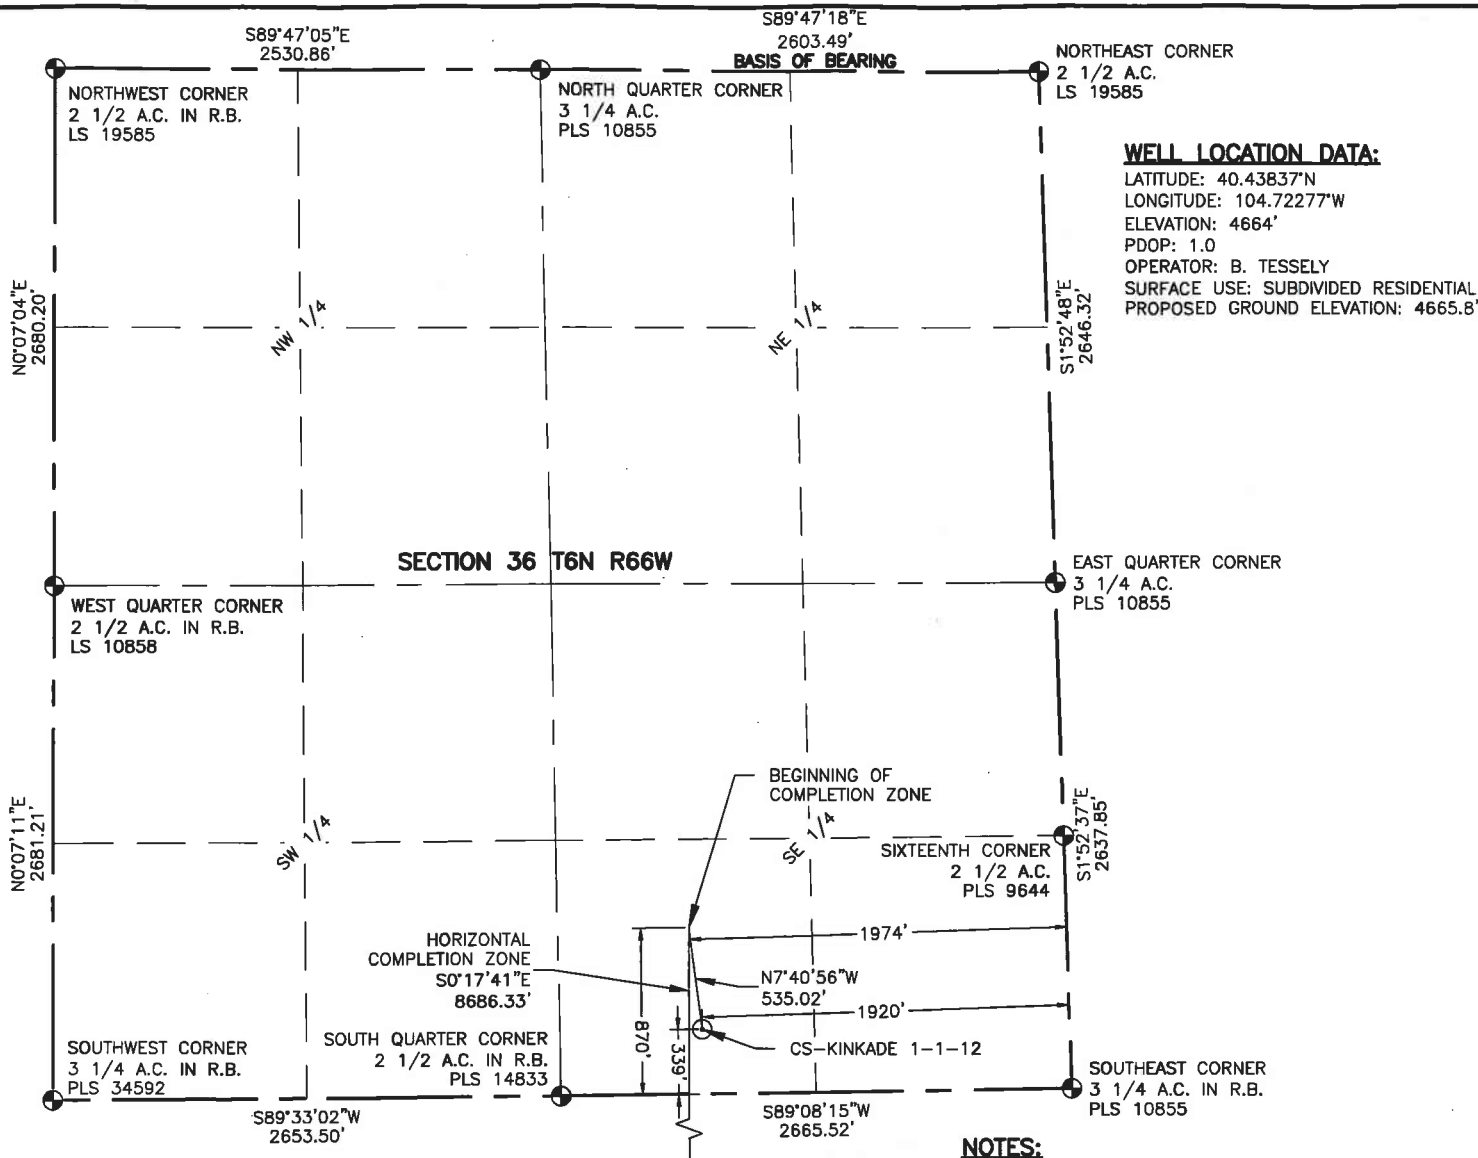 S89°47'05"E
2530.86'
S89°47'18"E
2603.49'
BASIS OF BEARING
NORTHWEST CORNER
2 1/2 A.C. IN R.B.
LS 19585
NORTH QUARTER CORNER
3 1/4 A.C.
PLS 10855
NORTHEAST CORNER
2 1/2 A.C.
LS 19585
WELL LOCATION DATA:
LATITUDE: 40.43837°N
LONGITUDE: 104.72277°W
ELEVATION: 4664'
PDOP: 1.0
OPERATOR: B. TESSELY
SURFACE USE: SUBDIVIDED RESIDENTIAL
PROPOSED GROUND ELEVATION: 4665.8'
N0°07'04"E
2680.20'
NW 1/4
NE 1/4
S1°52'48"E
2646.32'
SECTION 36 T6N R66W
WEST QUARTER CORNER
2 1/2 A.C. IN R.B.
LS 10858
EAST QUARTER CORNER
3 1/4 A.C.
PLS 10855
BEGINNING OF
COMPLETION ZONE
N0°07'11"E
2681.21'
SW 1/4
SE 1/4
SIXTEENTH CORNER
2 1/2 A.C.
PLS 9644
S1°52'37"E
2637.85'
HORIZONTAL
COMPLETION ZONE
S0°17'41"E
8686.33'
1974'
N7°40'56"W
535.02'
1920'
870'
339'
CS-KINKADE 1-1-12
SOUTHWEST CORNER
3 1/4 A.C. IN R.B.
PLS 34592
SOUTH QUARTER CORNER
2 1/2 A.C. IN R.B.
PLS 14833
SOUTHEAST CORNER
3 1/4 A.C. IN R.B.
PLS 10855
S89°33'02"W
2653.50'
S89°08'15"W
2665.52'
NOTES: